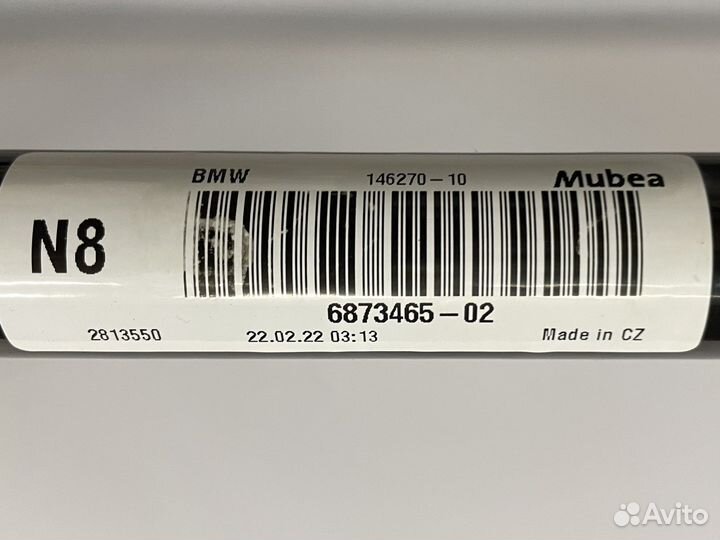 BMW 146270-10 Mubea
N8
6873465-02
2813550 22.02.22 03:13 Made in CZ
Avito